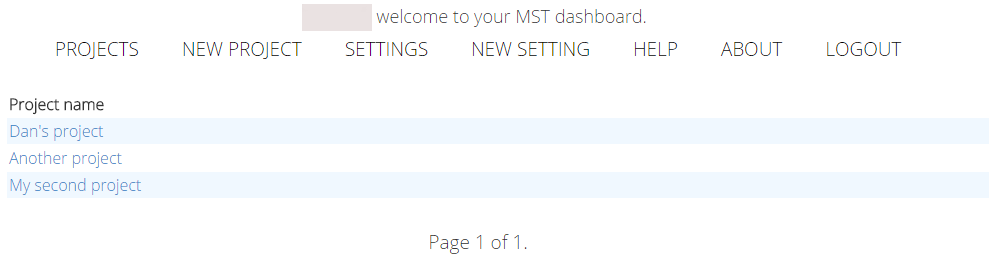 welcome to your MST dashboard.
PROJECTS NEW PROJECT SETTINGS NEW SETTING HELP ABOUT LOGOUT
Project name
Dan's project
Another project
My second project
Page 1 of 1.